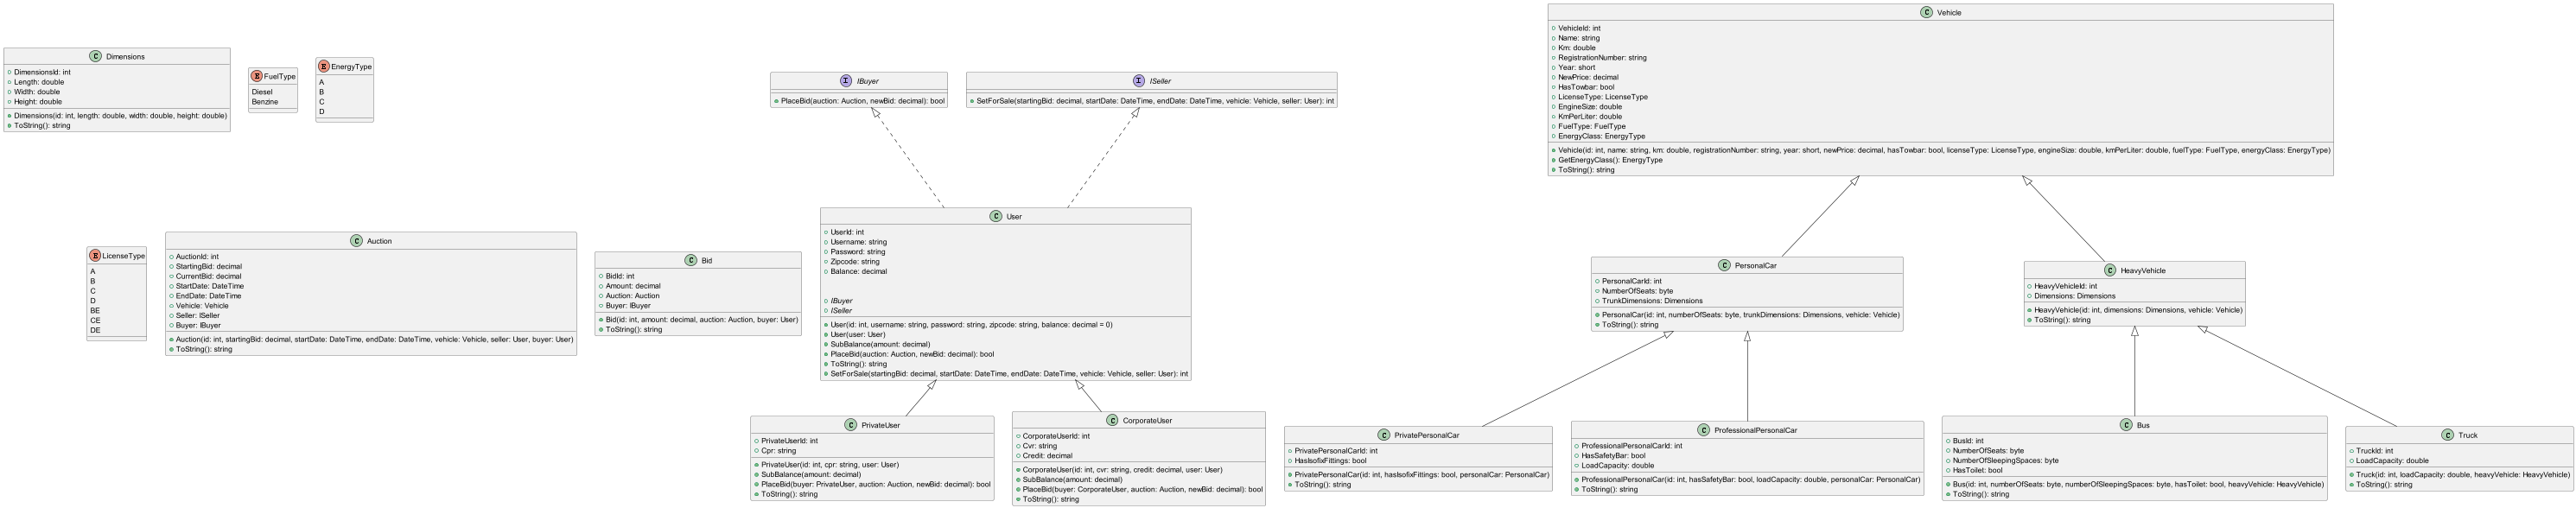 Dimensions
DimensionsId: int
Length: double
Width: double
Height: double
Dimensions(id: int, length: double, width: double, height: double)
ToString(): string
FuelType
Diesel
Benzine
EnergyType
A
B
C
D
IBuyer
PlaceBid(auction: Auction, newBid: decimal): bool
ISeller
SetForSale(startingBid: decimal, startDate: DateTime, endDate: DateTime, vehicle: Vehicle, seller: User): int
Vehicle
VehicleId: int
Name: string
Km: double
RegistrationNumber: string
Year: short
NewPrice: decimal
HasTowbar: bool
LicenseType: LicenseType
EngineSize: double
KmPerLiter: double
FuelType: FuelType
EnergyClass: EnergyType
Vehicle(id: int, name: string, km: double, registrationNumber: string, year: short, newPrice: decimal, hasTowbar: bool, licenseType: LicenseType, engineSize: double, kmPerLiter: double, fuelType: FuelType, energyClass: EnergyType)
GetEnergyClass(): EnergyType
ToString(): string
LicenseType
A
B
C
D
BE
CE
DE
Auction
AuctionId: int
StartingBid: decimal
CurrentBid: decimal
StartDate: DateTime
EndDate: DateTime
Vehicle: Vehicle
Seller: ISeller
Buyer: IBuyer
Auction(id: int, startingBid: decimal, startDate: DateTime, endDate: DateTime, vehicle: Vehicle, seller: User, buyer: User)
ToString(): string
Bid
BidId: int
Amount: decimal
Auction: Auction
Buyer: IBuyer
Bid(id: int, amount: decimal, auction: Auction, buyer: User)
ToString(): string
User
UserId: int
Username: string
Password: string
Zipcode: string
Balance: decimal
IBuyer
ISeller
User(id: int, username: string, password: string, zipcode: string, balance: decimal = 0)
User(user: User)
SubBalance(amount: decimal)
PlaceBid(auction: Auction, newBid: decimal): bool
ToString(): string
SetForSale(startingBid: decimal, startDate: DateTime, endDate: DateTime, vehicle: Vehicle, seller: User): int
PersonalCar
PersonalCarId: int
NumberOfSeats: byte
TrunkDimensions: Dimensions
PersonalCar(id: int, numberOfSeats: byte, trunkDimensions: Dimensions, vehicle: Vehicle)
ToString(): string
HeavyVehicle
HeavyVehicleId: int
Dimensions: Dimensions
HeavyVehicle(id: int, dimensions: Dimensions, vehicle: Vehicle)
ToString(): string
PrivateUser
PrivateUserId: int
Cpr: string
PrivateUser(id: int, cpr: string, user: User)
SubBalance(amount: decimal)
PlaceBid(buyer: PrivateUser, auction: Auction, newBid: decimal): bool
ToString(): string
CorporateUser
CorporateUserId: int
Cvr: string
Credit: decimal
CorporateUser(id: int, cvr: string, credit: decimal, user: User)
SubBalance(amount: decimal)
PlaceBid(buyer: CorporateUser, auction: Auction, newBid: decimal): bool
ToString(): string
PrivatePersonalCar
PrivatePersonalCarId: int
HasIsofixFittings: bool
PrivatePersonalCar(id: int, hasIsofixFittings: bool, personalCar: PersonalCar)
ToString(): string
ProfessionalPersonalCar
ProfessionalPersonalCarId: int
HasSafetyBar: bool
LoadCapacity: double
ProfessionalPersonalCar(id: int, hasSafetyBar: bool, loadCapacity: double, personalCar: PersonalCar)
ToString(): string
Bus
BusId: int
NumberOfSeats: byte
NumberOfSleepingSpaces: byte
HasToilet: bool
Bus(id: int, numberOfSeats: byte, numberOfSleepingSpaces: byte, hasToilet: bool, heavyVehicle: HeavyVehicle)
ToString(): string
Truck
TruckId: int
LoadCapacity: double
Truck(id: int, loadCapacity: double, heavyVehicle: HeavyVehicle)
ToString(): string